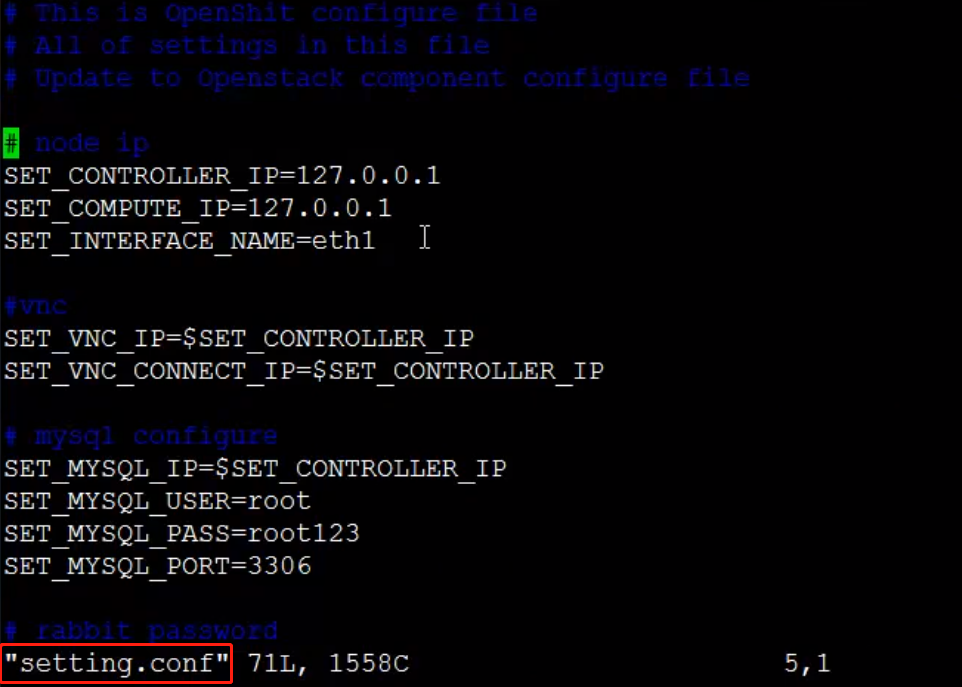 # This is OpenShit configure file
# All of settings in this file
# Update to Openstack component configure file
# node ip
SET_CONTROLLER_IP=127.0.0.1
SET_COMPUTE_IP=127.0.0.1
SET_INTERFACE_NAME=eth1
#vnc
SET_VNC_IP=$SET_CONTROLLER_IP
SET_VNC_CONNECT_IP=$SET_CONTROLLER_IP
# mysql configure
SET_MYSQL_IP=$SET_CONTROLLER_IP
SET_MYSQL_USER=root
SET_MYSQL_PASS=root123
SET_MYSQL_PORT=3306
# rabbit password
"setting.conf" 71L, 1558C 5,1